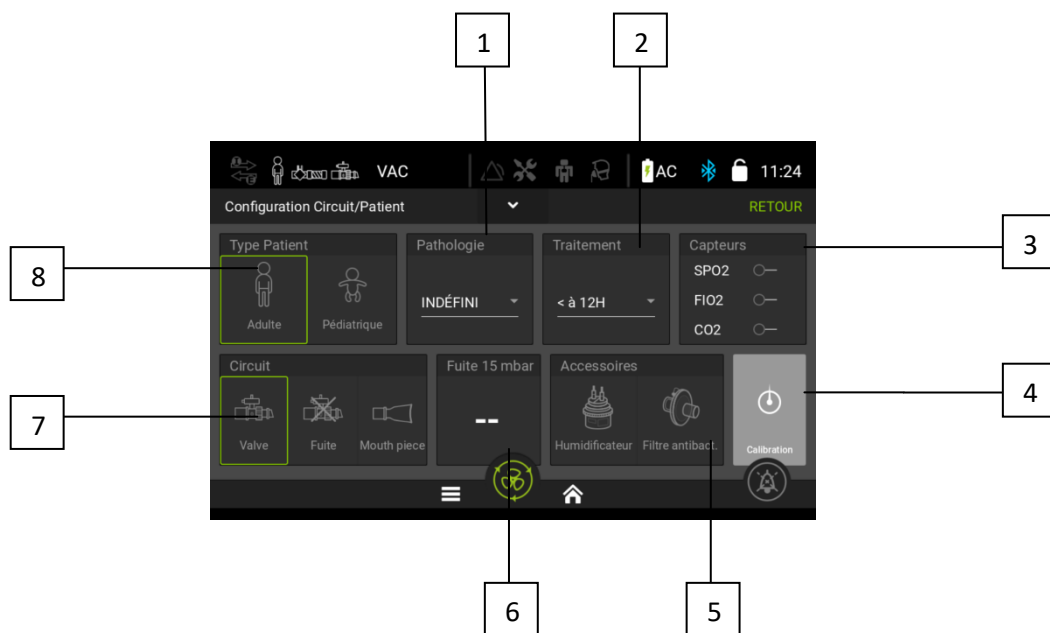 1
2
VAC
AC
11:24
Configuration Circuit/Patient
RETOUR
Type Patient
Pathologie
Traitement
Capteurs
3
8
SPO2
INDÉFINI
< à 12H
FIO2
Adulte
Pédiatrique
CO2
Circuit
Fuite 15 mbar
Accessoires
4
7
--
Valve
Fuite
Mouth piece
Humidificateur
Filtre antibact.
Calibration
6
5